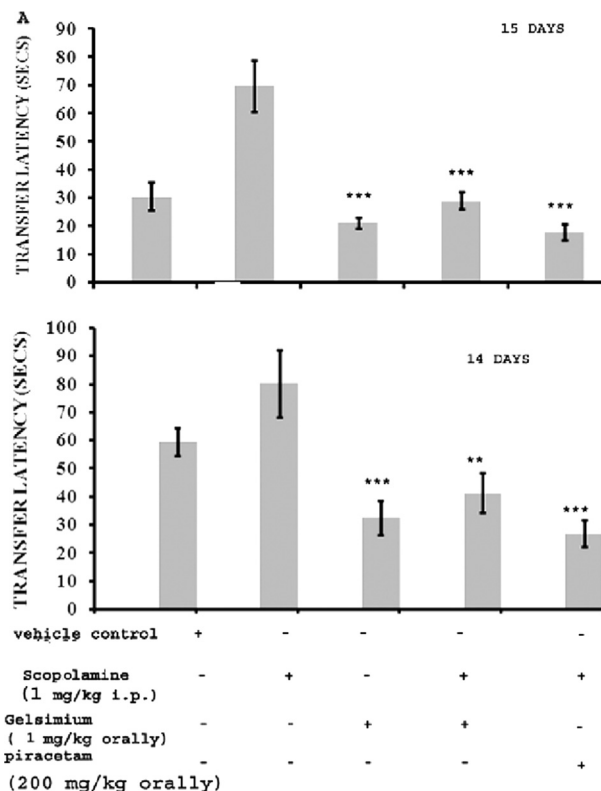 A
15 DAYS
TRANSFER LATENCY (SECS)
90
80
70
60
50
40
30
20
10
0
***
***
***
14 DAYS
TRANSFER LATENCY (SECS)
100
90
80
70
60
50
40
30
20
10
0
***
**
***
vehicle control + - - - -
Scopolamine - + - + +
(1 mg/kg i.p.)
Gelsimium - - + + -
( 1 mg/kg orally)
piracetam - - - - +
(200 mg/kg orally)